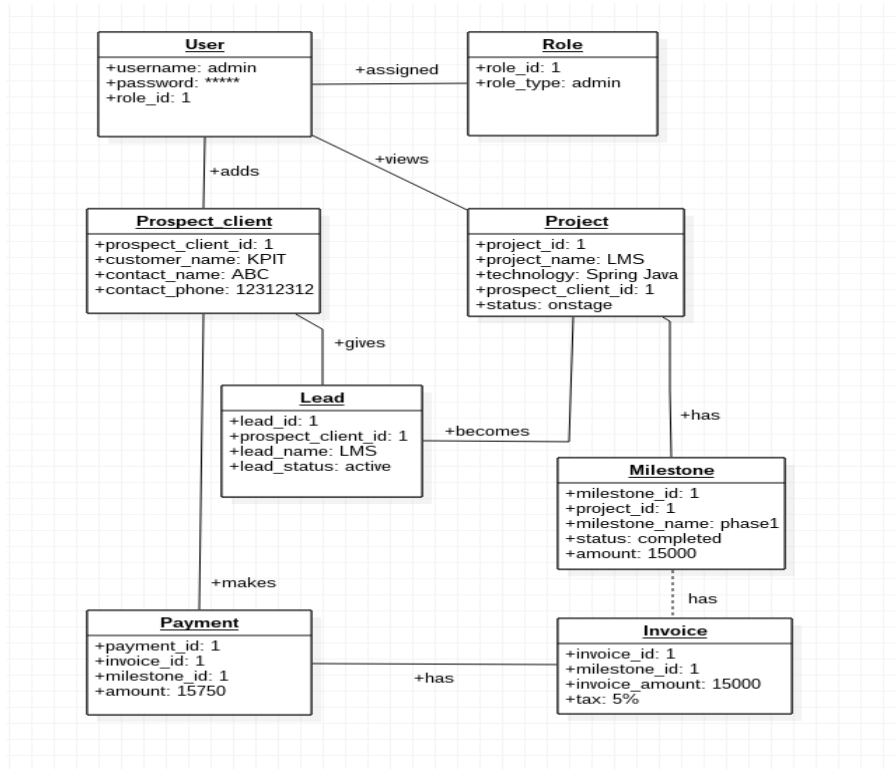 User
+username: admin
+password: *****
+role_id: 1
+assigned
Role
+role_id: 1
+role_type: admin
+adds
+views
Prospect_client
+prospect_client_id: 1
+customer_name: KPIT
+contact_name: ABC
+contact_phone: 12312312
Project
+project_id: 1
+project_name: LMS
+technology: Spring Java
+prospect_client_id: 1
+status: onstage
+gives
Lead
+lead_id: 1
+prospect_client_id: 1
+lead_name: LMS
+lead_status: active
+becomes
+has
Milestone
+milestone_id: 1
+project_id: 1
+milestone_name: phase1
+status: completed
+amount: 15000
+makes
has
Payment
+payment_id: 1
+invoice_id: 1
+milestone_id: 1
+amount: 15750
+has
Invoice
+invoice_id: 1
+milestone_id: 1
+invoice_amount: 15000
+tax: 5%